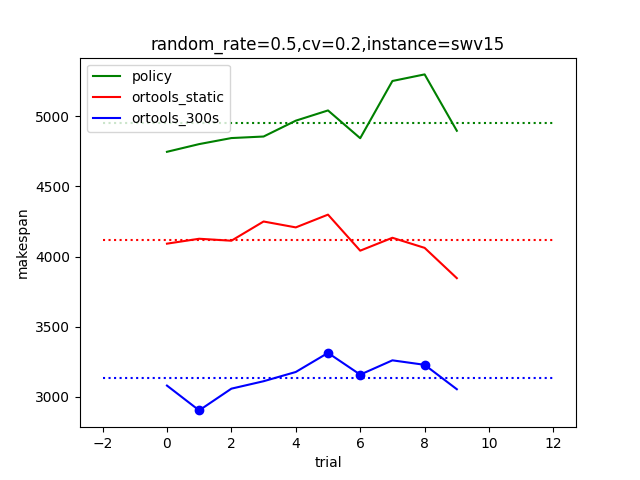 random_rate=0.5,cv=0.2,instance=swv15
policy
ortools_static
ortools_300s
makespan
5000
4500
4000
3500
3000
−2
0
2
4
6
8
10
12
trial